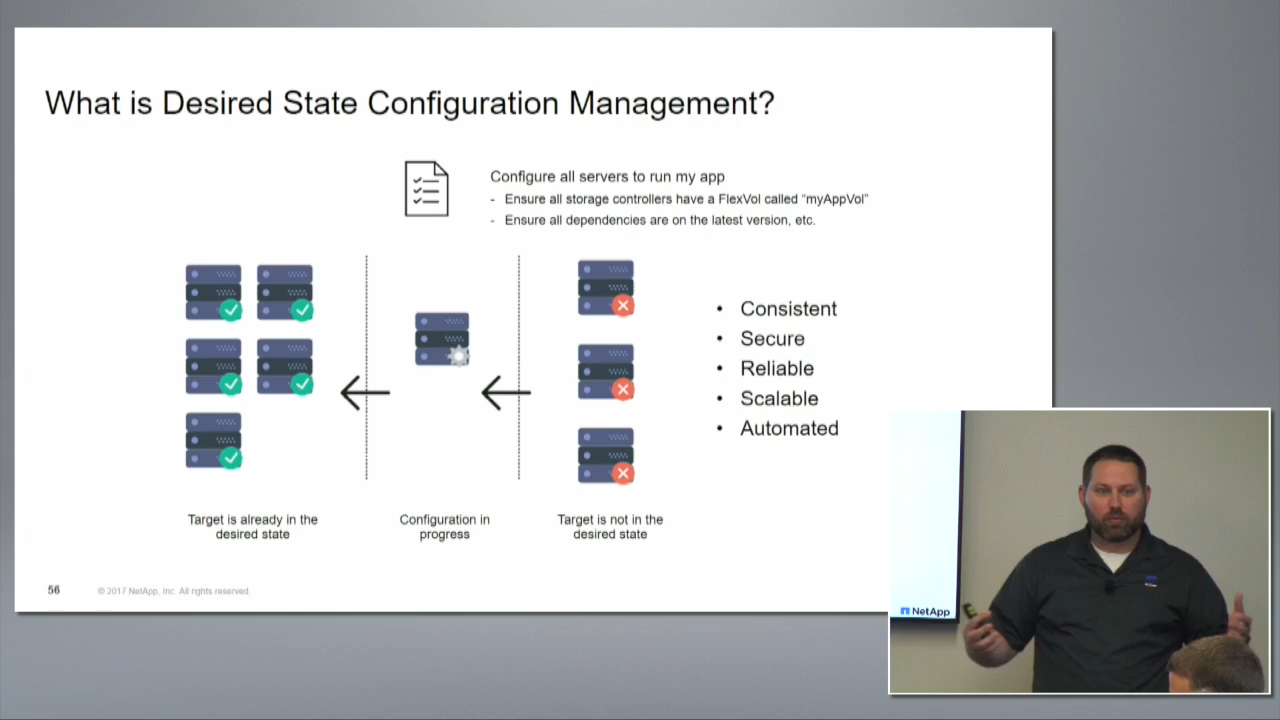 What is Desired State Configuration Management?
Configure all servers to run my app
- Ensure all storage controllers have a FlexVol called “myAppVol”
- Ensure all dependencies are on the latest version, etc.
• Consistent
• Secure
• Reliable
• Scalable
• Automated
Target is already in the
desired state
Configuration in
progress
Target is not in the
desired state
56
© 2017 NetApp, Inc. All rights reserved.
NetApp